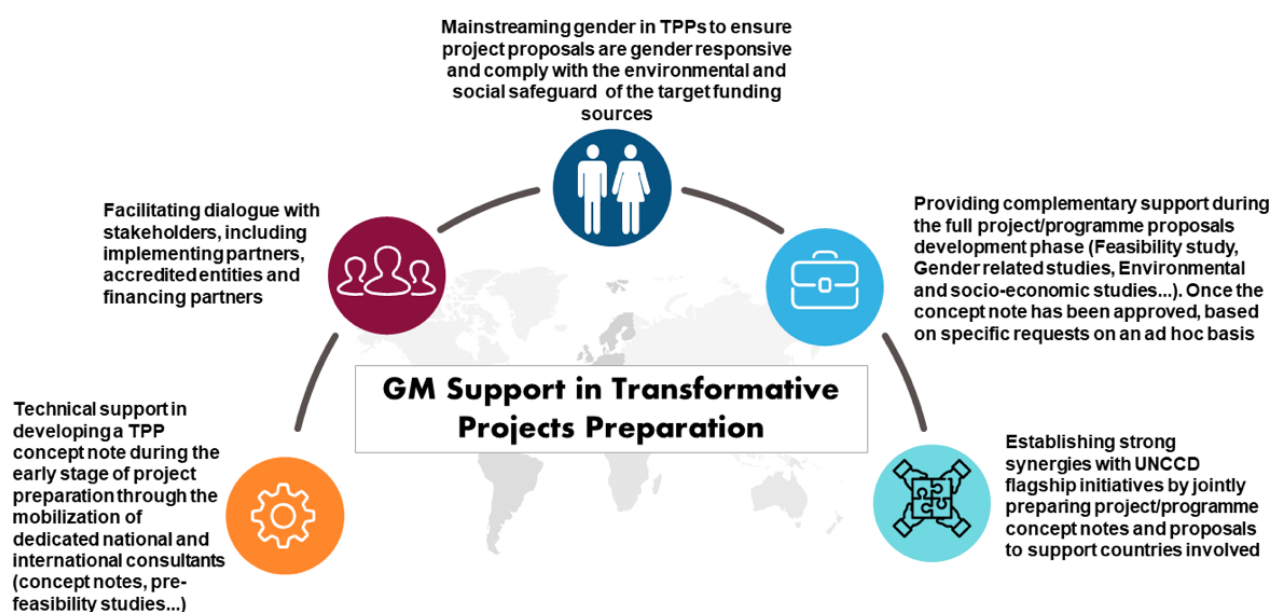 Mainstreaming gender in TPPs to ensure
project proposals are gender responsive
and comply with the environmental and
social safeguard of the target funding
sources
Facilitating dialogue with
stakeholders, including
implementing partners,
accredited entities and
financing partners
Providing complementary support during
the full project/programme proposals
development phase (Feasibility study,
Gender related studies, Environmental
and socio-economic studies...). Once the
concept note has been approved, based
on specific requests on an ad hoc basis
GM Support in Transformative
Projects Preparation
Technical support in
developing a TPP
concept note during the
early stage of project
preparation through the
mobilization of
dedicated national and
international consultants
(concept notes, pre-
feasibility studies...)
Establishing strong
synergies with UNCCD
flagship initiatives by jointly
preparing project/programme
concept notes and proposals
to support countries involved